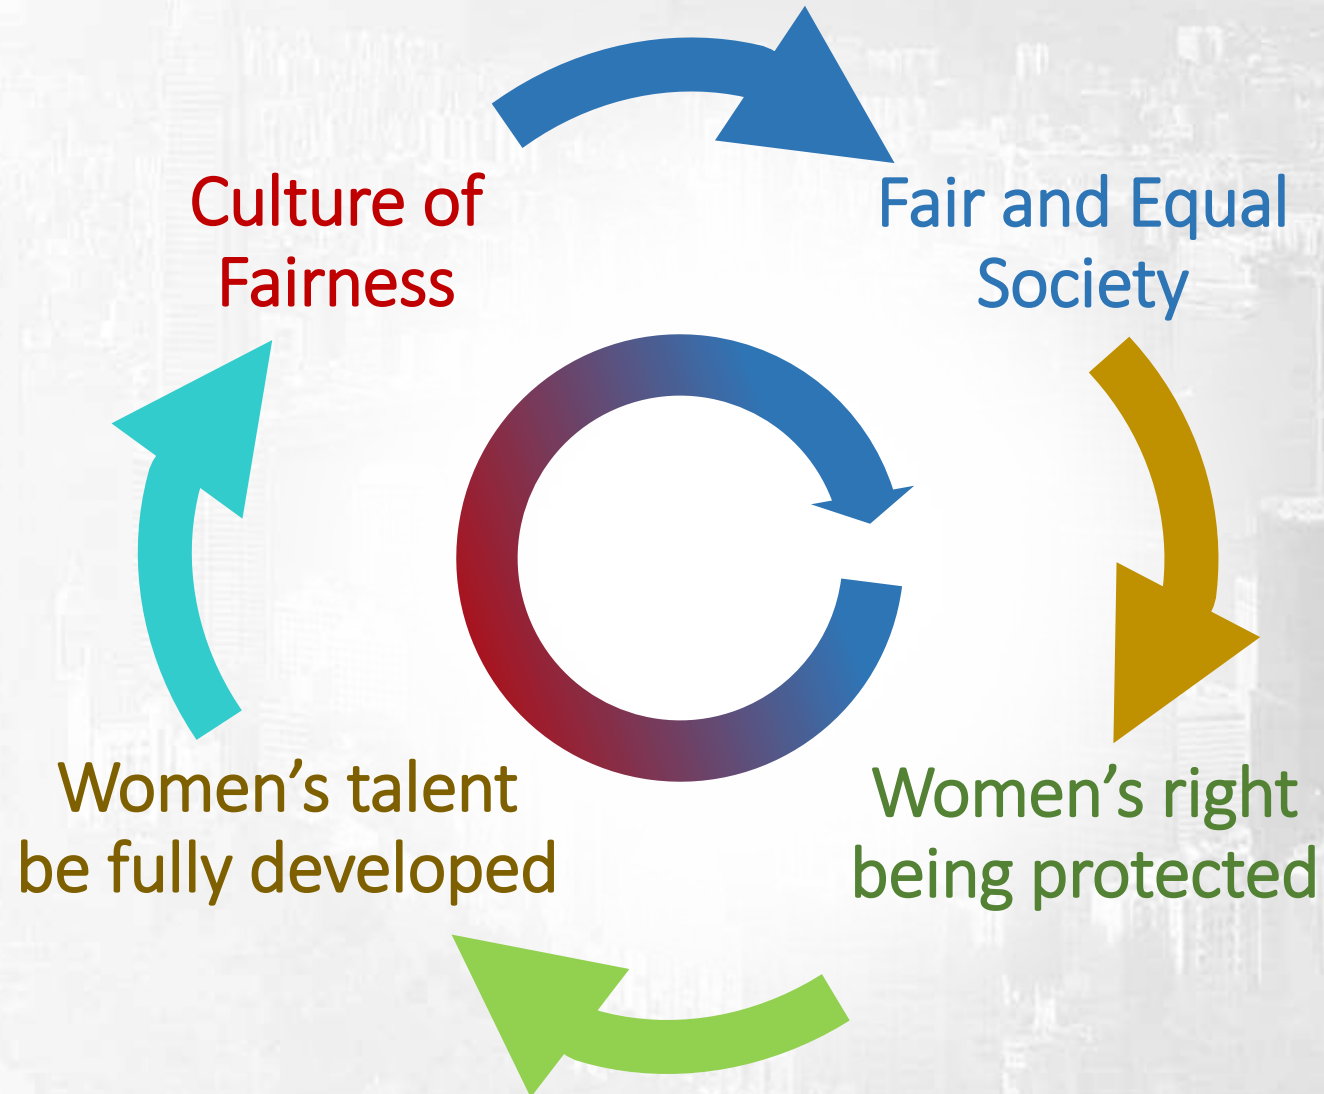 Culture of
Fairness
Fair and Equal
Society
Women’s right
being protected
Women’s talent
be fully developed